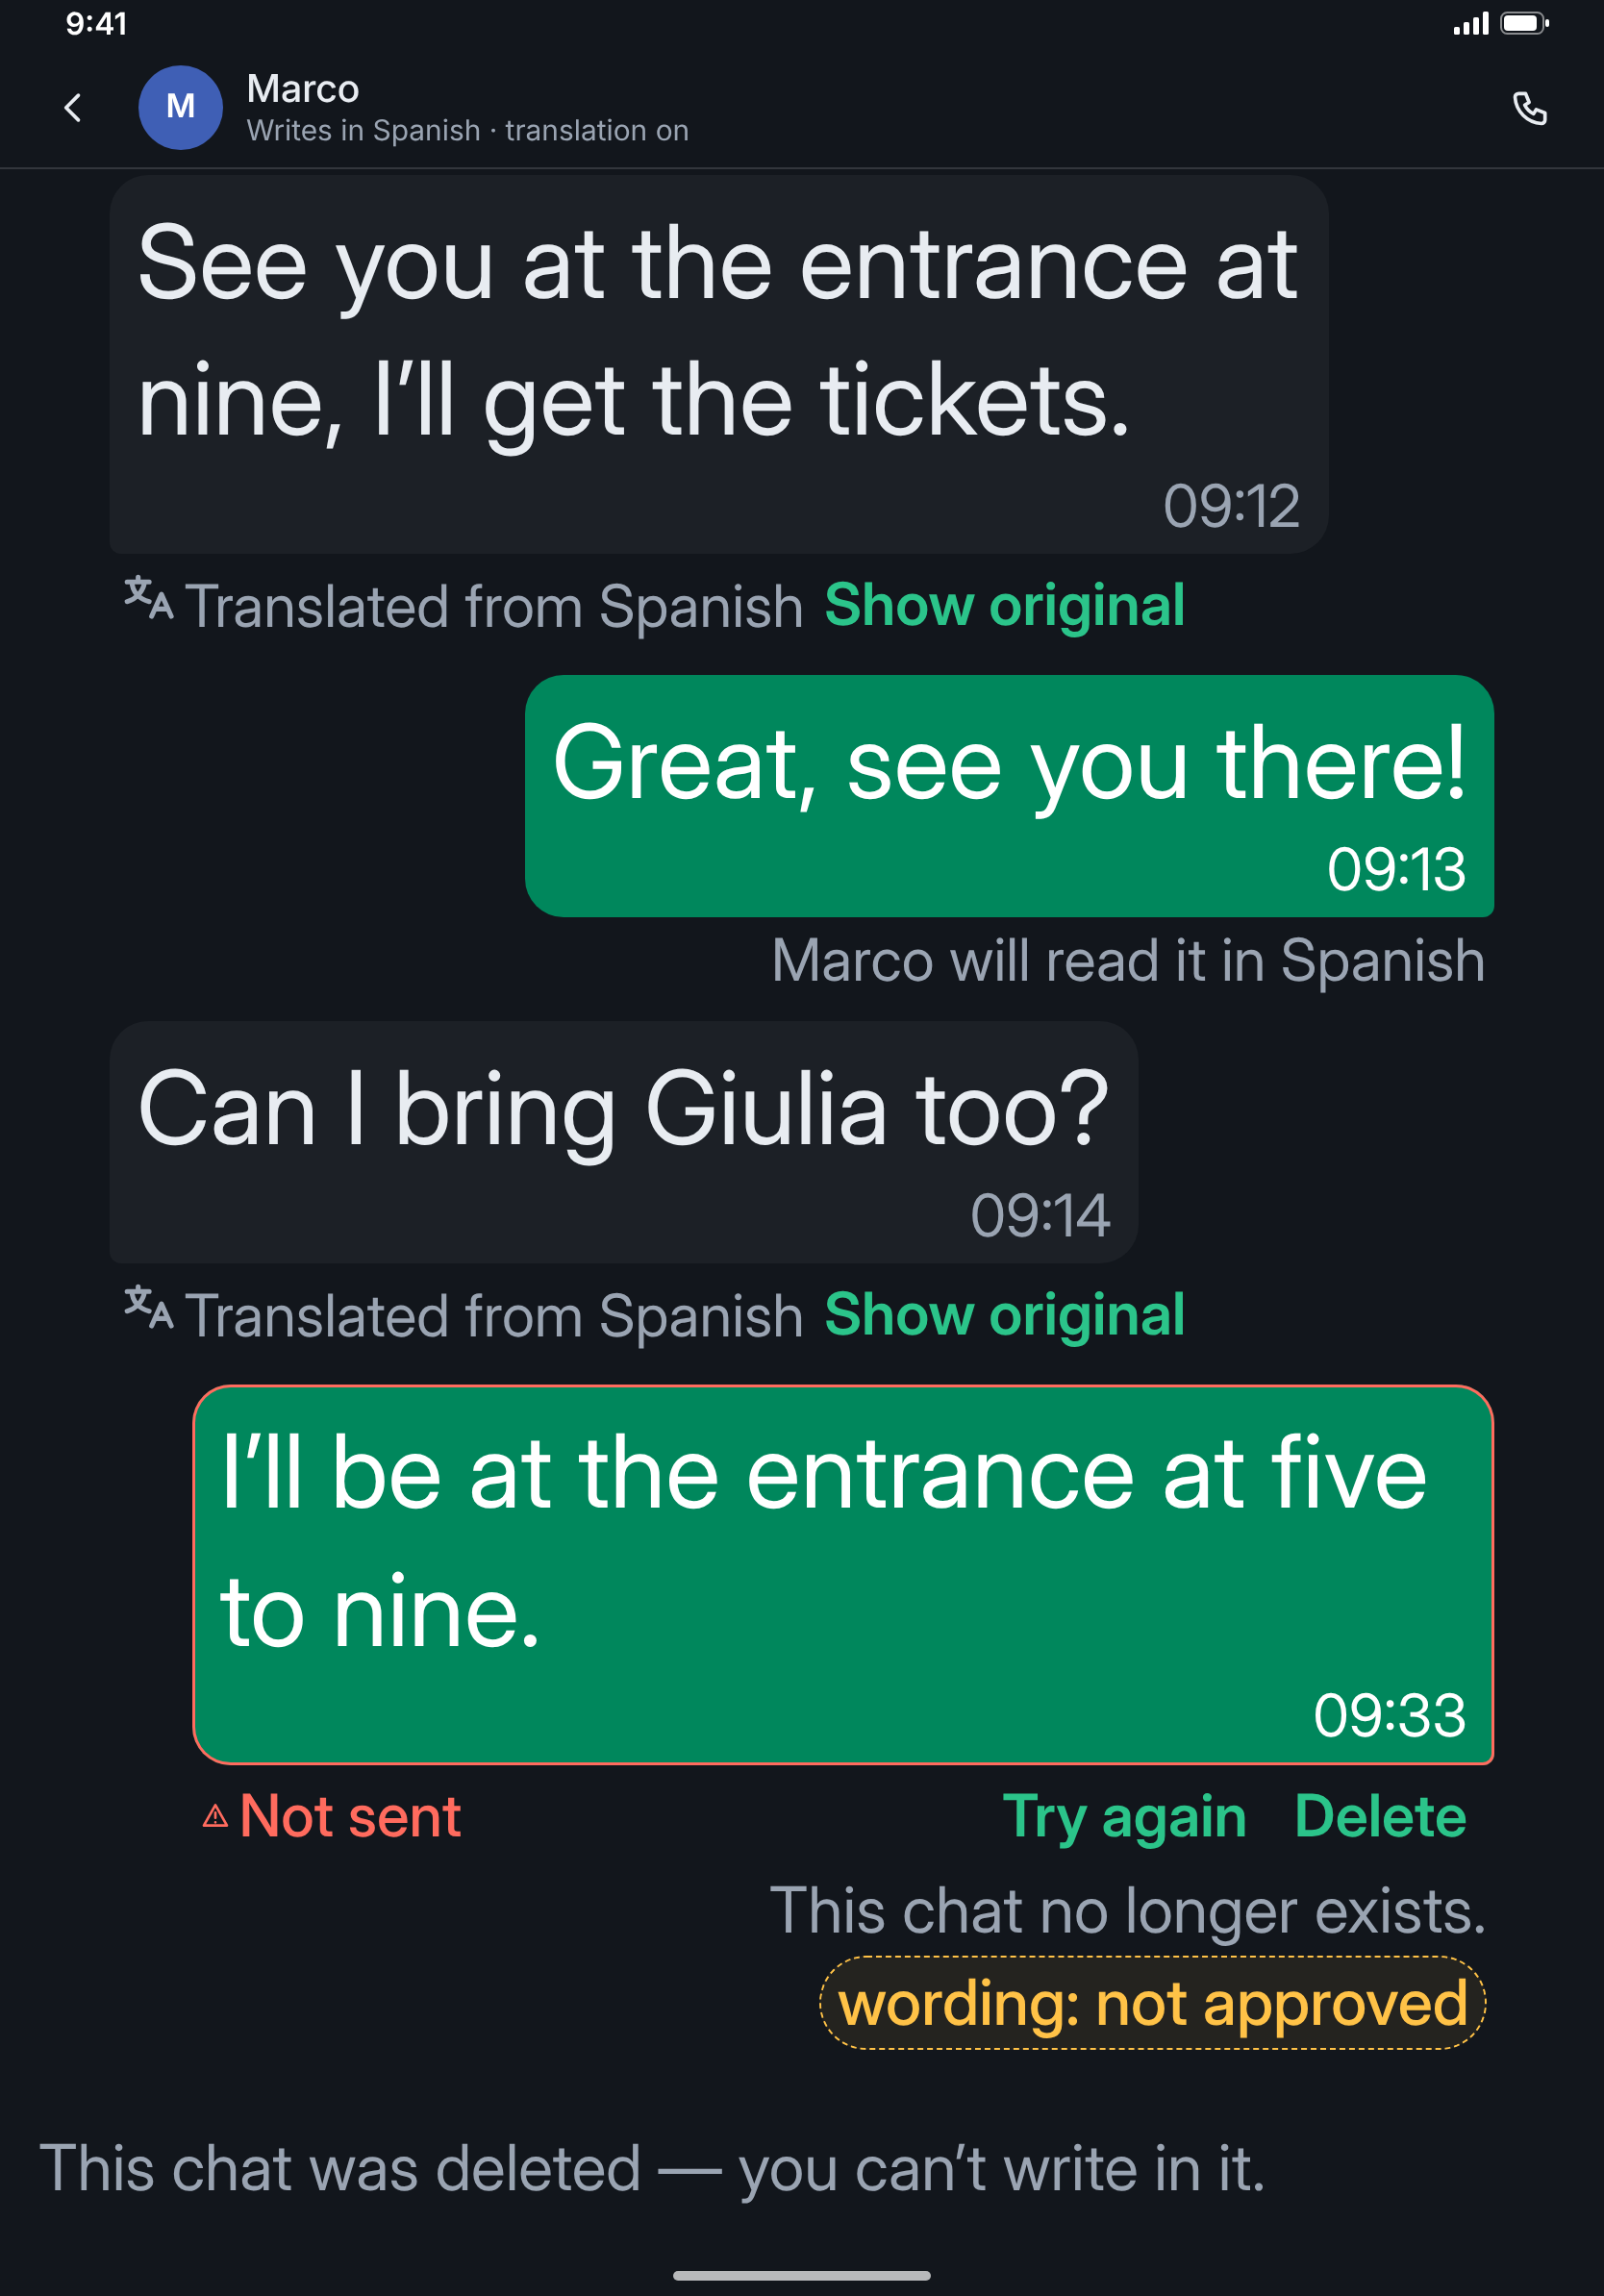 9:41
M
Marco
Writes in Spanish · translation on
See you at the entrance at
nine, I’ll get the tickets.
09:12
Translated from Spanish Show original
Great, see you there!
09:13
Marco will read it in Spanish
Can I bring Giulia too?
09:14
Translated from Spanish Show original
I’ll be at the entrance at five
to nine.
09:33
Not sent Try again Delete
This chat no longer exists.
wording: not approved
This chat was deleted — you can’t write in it.